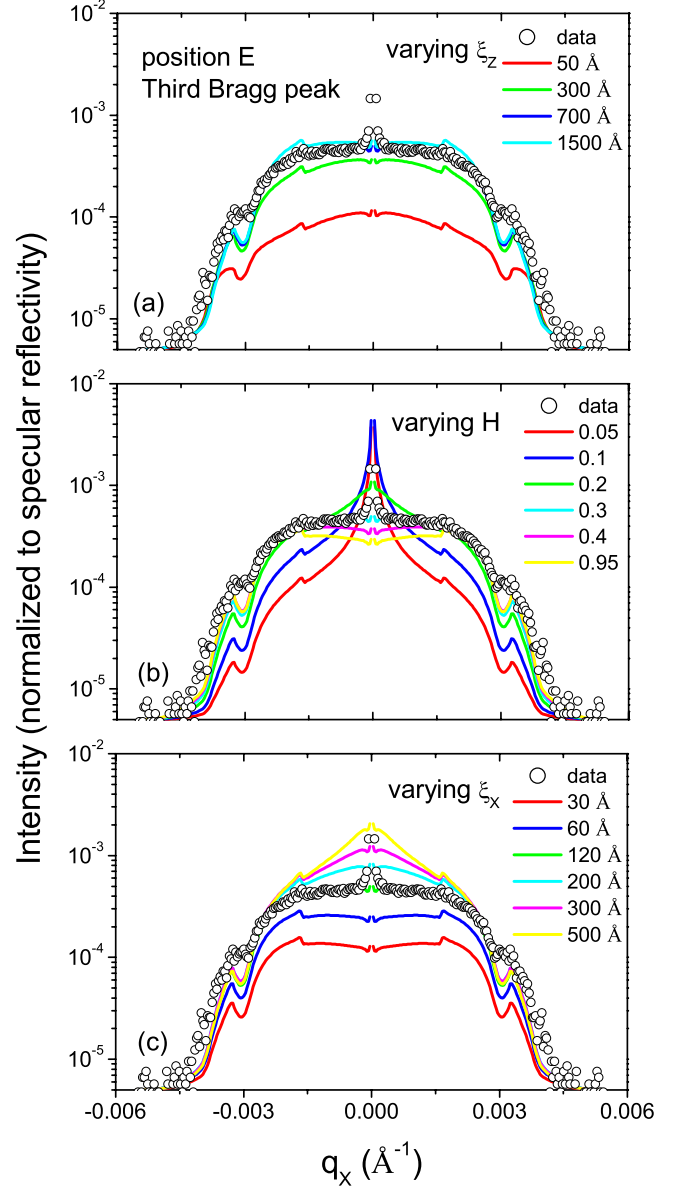 Intensity (normalized to specular reflectivity)
10⁻²
10⁻³
10⁻⁴
10⁻⁵
position E
Third Bragg peak
varying ξ_Z
data
50 Å
300 Å
700 Å
1500 Å
(a)
10⁻²
10⁻³
10⁻⁴
10⁻⁵
varying H
data
0.05
0.1
0.2
0.3
0.4
0.95
(b)
10⁻²
10⁻³
10⁻⁴
10⁻⁵
varying ξ_X
data
30 Å
60 Å
120 Å
200 Å
300 Å
500 Å
(c)
-0.006 -0.003 0.000 0.003 0.006
q_X (Å⁻¹)